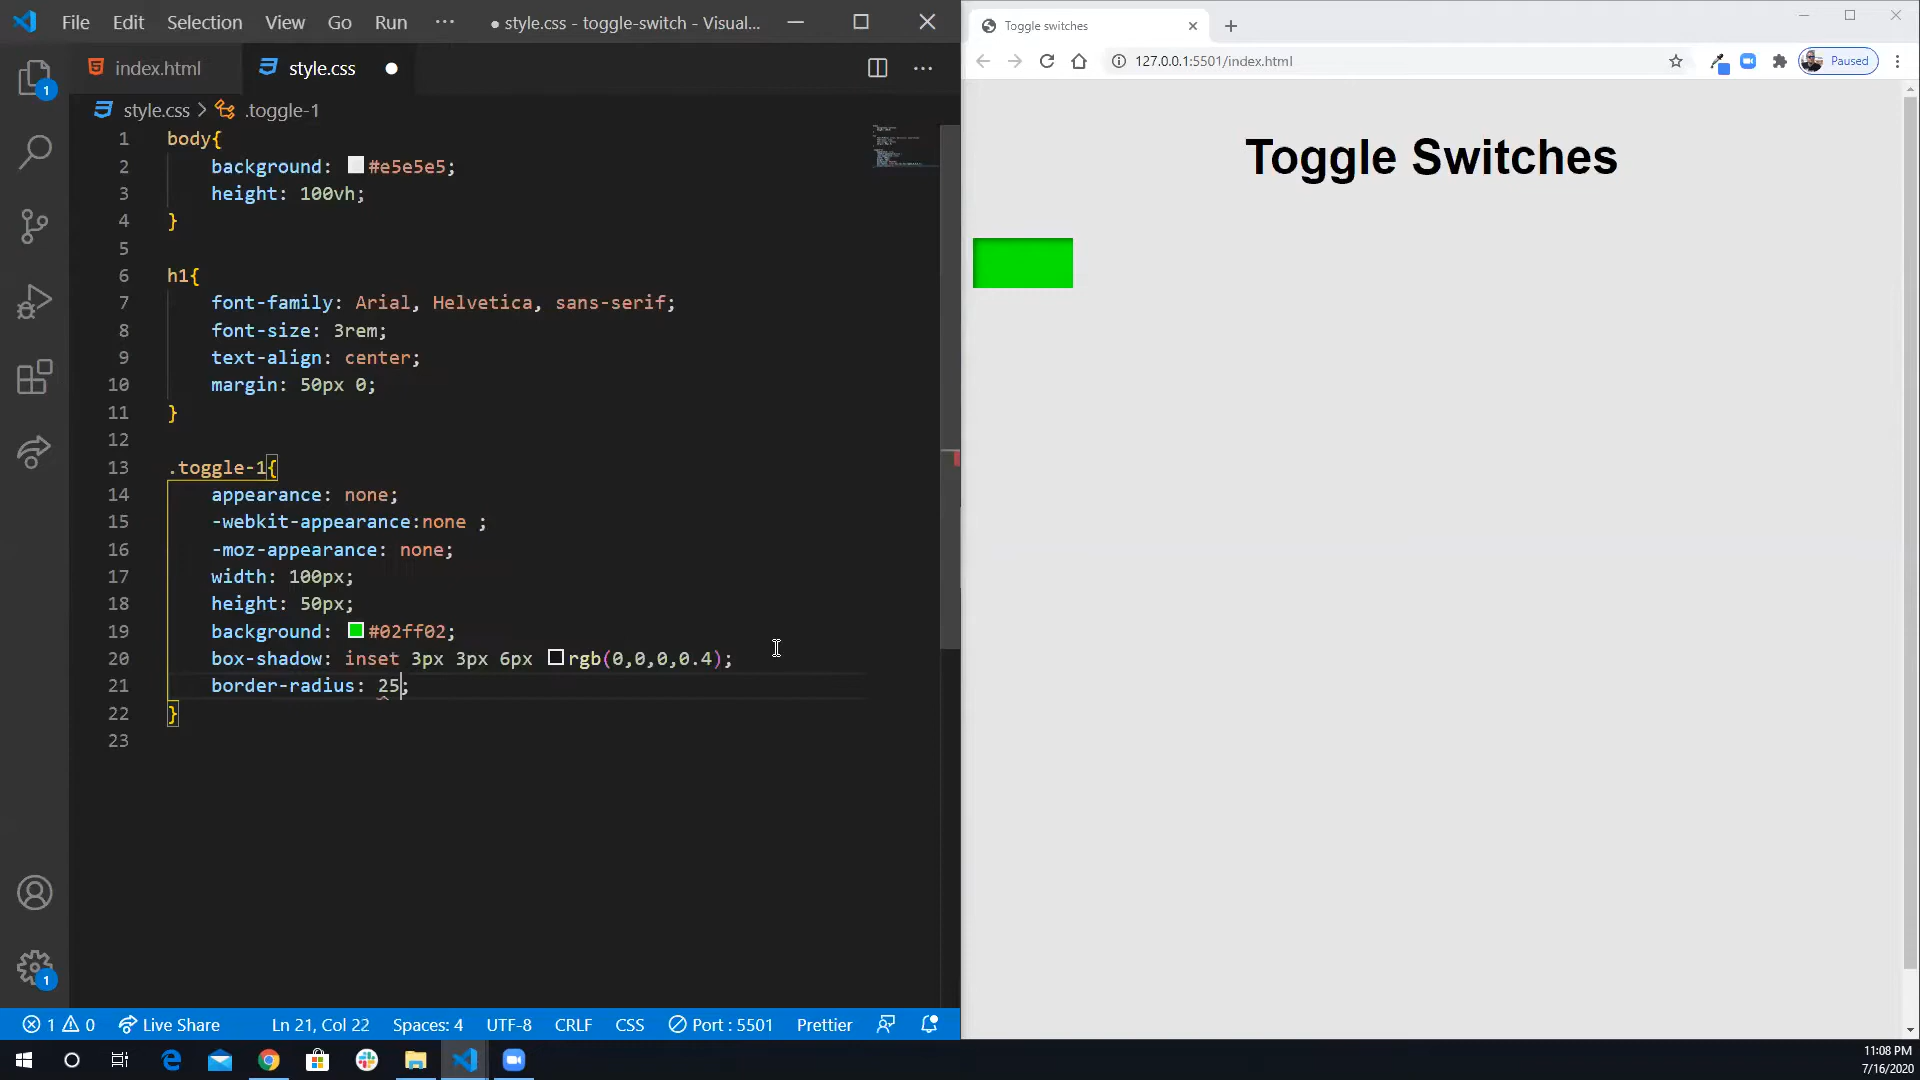 File Edit Selection View Go Run ··· ● style.css - toggle-switch - Visual...
index.html style.css ● ···
style.css > .toggle-1
1 body{
2 background: #e5e5e5;
3 height: 100vh;
4 }
5
6 h1{
7 font-family: Arial, Helvetica, sans-serif;
8 font-size: 3rem;
9 text-align: center;
10 margin: 50px 0;
11 }
12
13 .toggle-1{
14 appearance: none;
15 -webkit-appearance:none ;
16 -moz-appearance: none;
17 width: 100px;
18 height: 50px;
19 background: #02ff02;
20 box-shadow: inset 3px 3px 6px rgb(0,0,0,0.4);
21 border-radius: 25;
22 }
23
1
1
1 0 Live Share Ln 21, Col 22 Spaces: 4 UTF-8 CRLF CSS Port : 5501 Prettier
Toggle switches
127.0.0.1:5501/index.html Paused
Toggle Switches
11:08 PM
7/16/2020